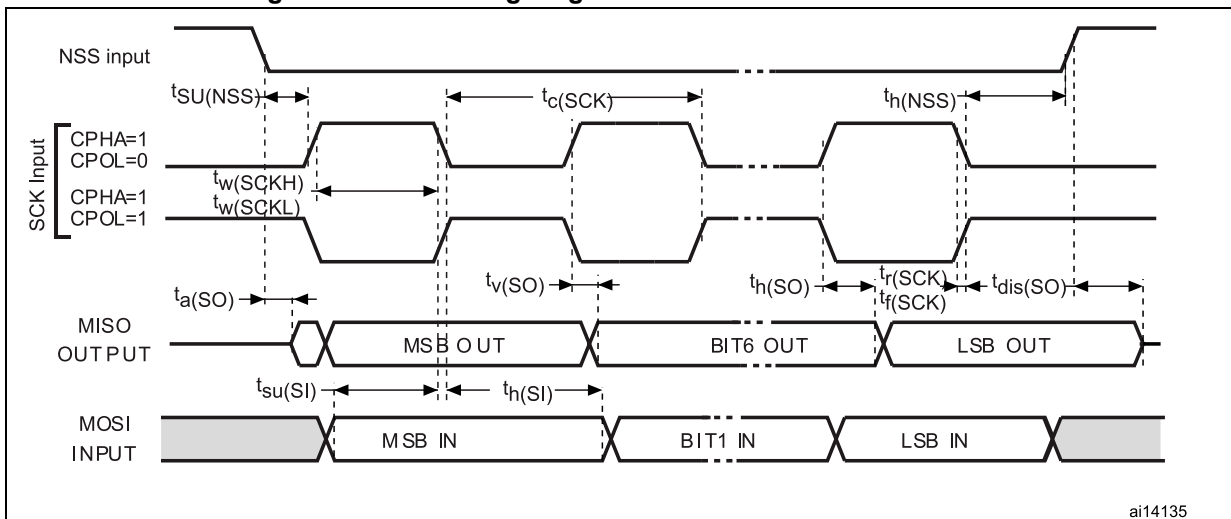 NSS input
tSU(NSS)
tc(SCK)
th(NSS)
SCK Input
CPHA=1
CPOL=0
tw(SCKH)
CPHA=1
tw(SCKL)
CPOL=1
ta(SO)
tv(SO)
th(SO)
tr(SCK)
tf(SCK)
tdis(SO)
MISO
OUTPUT
MSB OUT
BIT6 OUT
LSB OUT
tsu(SI)
th(SI)
MOSI
INPUT
MSB IN
BIT1 IN
LSB IN
ai14135